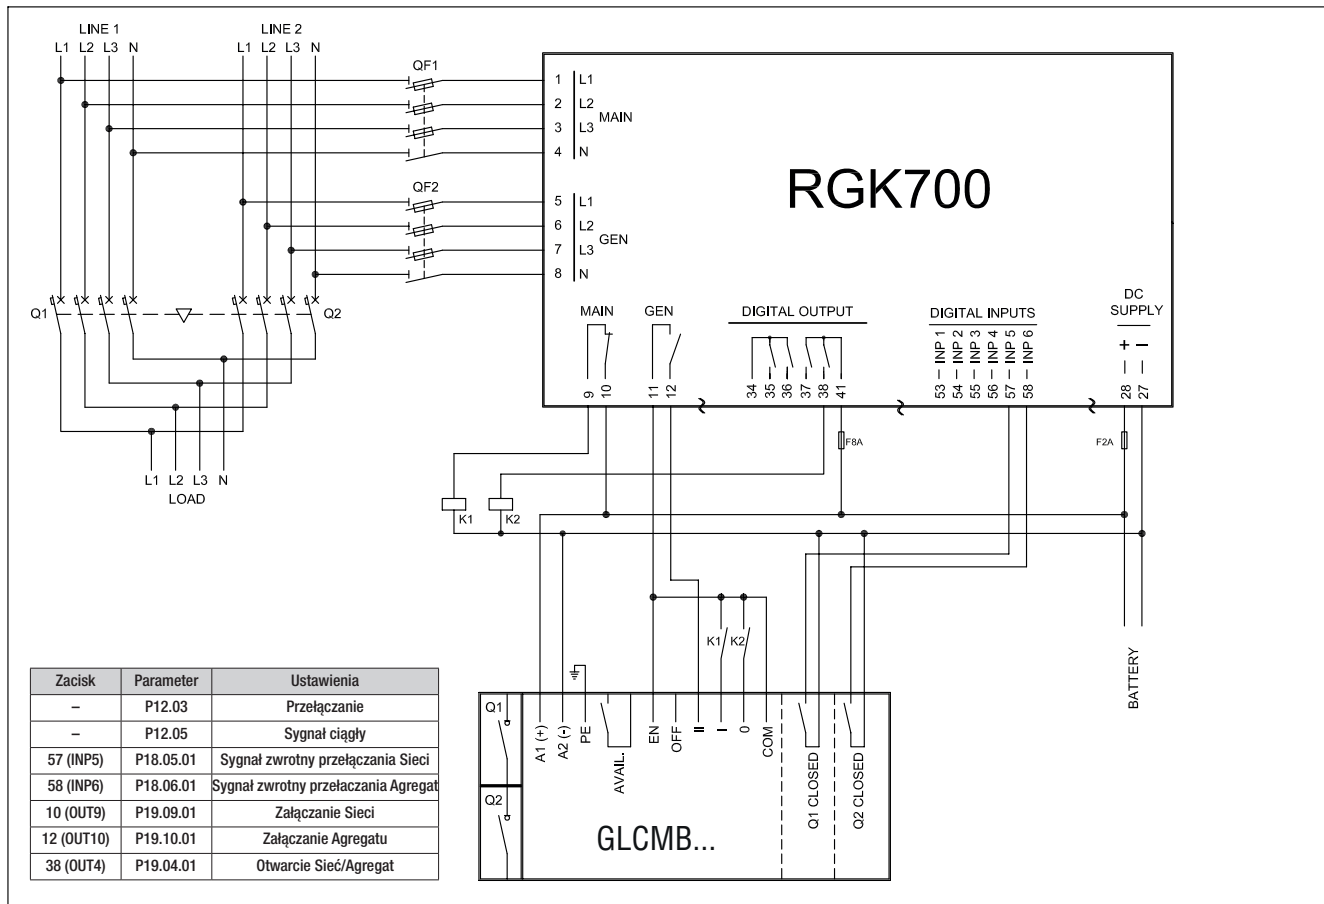 LINE 1
LINE 2
L1 L2 L3 N
L1 L2 L3 N
QF1
1 L1
2 L2
MAIN
3 L3
4 N
RGK700
QF2
5 L1
6 L2
GEN
7 L3
8 N
Q1
Q2
MAIN
GEN
DIGITAL OUTPUT
DIGITAL INPUTS
DC
SUPPLY
+ –
9
10
11
12
34
35
36
37
38
41
53 – INP 1
54 – INP 2
55 – INP 3
56 – INP 4
57 – INP 5
58 – INP 6
28
27
F8A
F2A
L1 L2 L3 N
LOAD
K1
K2
K1
K2
BATTERY
Zacisk Parameter Ustawienia
– P12.03 Przełączanie
– P12.05 Sygnał ciągły
57 (INP5) P18.05.01 Sygnał zwrotny przełączania Sieci
58 (INP6) P18.06.01 Sygnał zwrotny przełaczania Agregat
10 (OUT9) P19.09.01 Załączanie Sieci
12 (OUT10) P19.10.01 Załączanie Agregatu
38 (OUT4) P19.04.01 Otwarcie Sieć/Agregat
Q1
Q2
A1 (+)
A2 (-)
PE
AVAIL.
EN
OFF
II
I
0
COM
Q1 CLOSED
Q2 CLOSED
GLCMB...